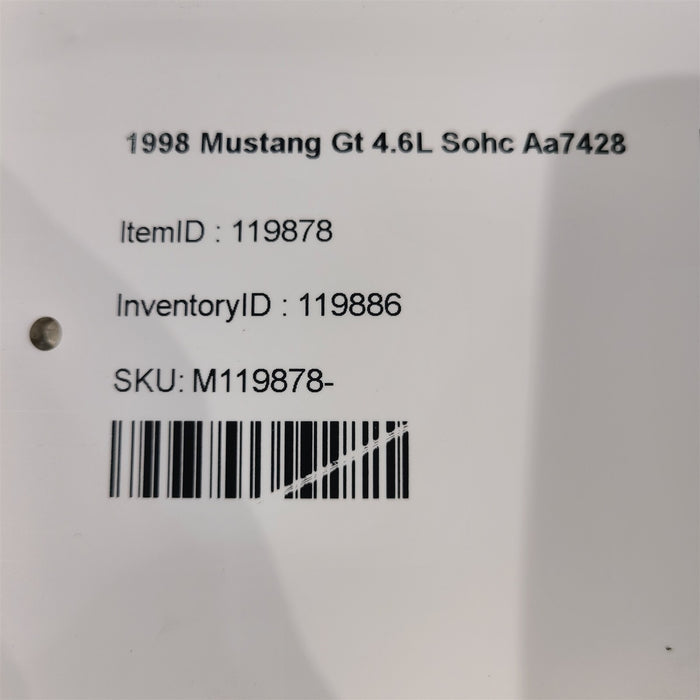 1998 Mustang Gt 4.6L Sohc Aa7428
ItemID : 119878
InventoryID : 119886
SKU: M119878-